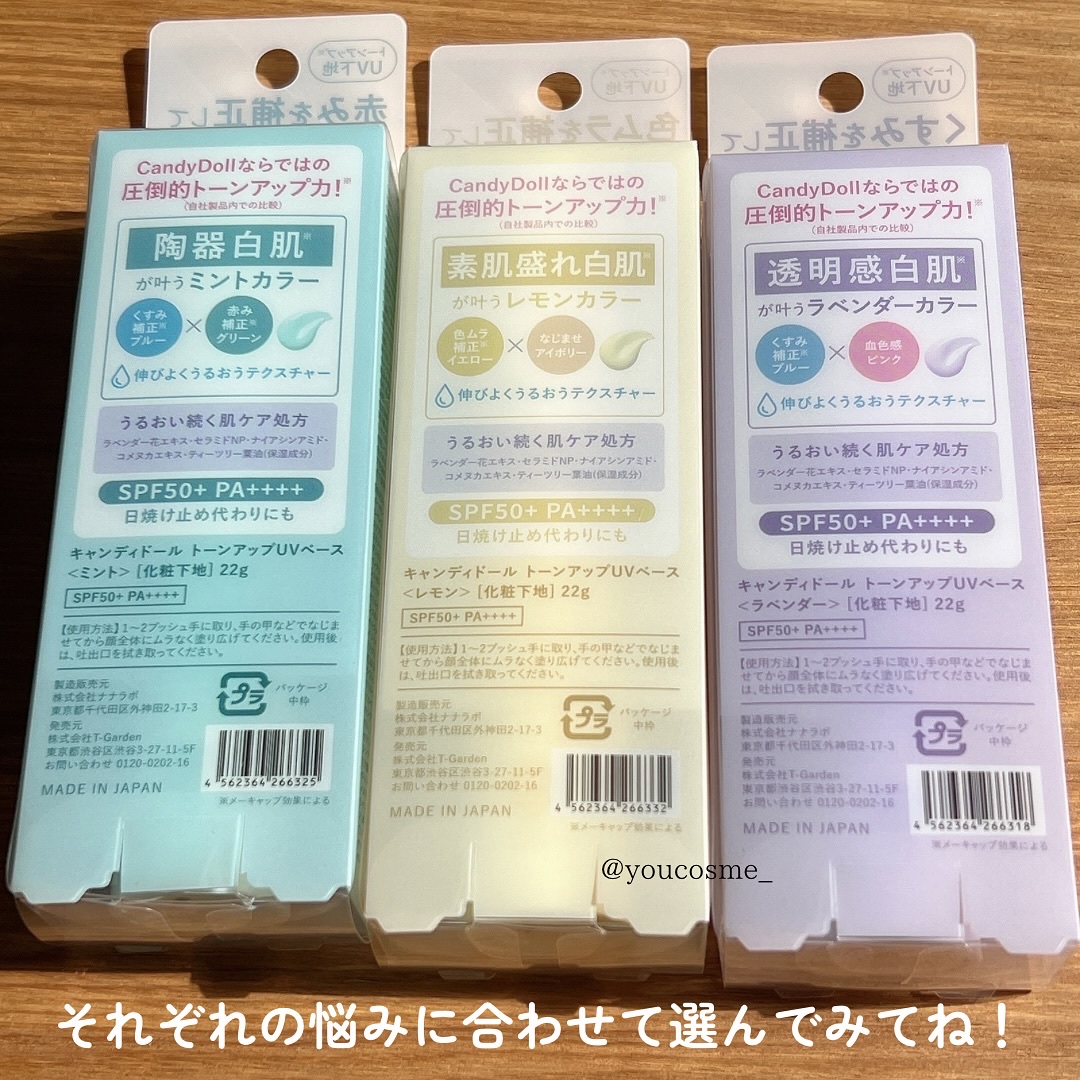 トーンアップ※
UV下地
赤みを補正して
CandyDollならではの
圧倒的トーンアップ力!※
(自社製品内での比較)
陶器白肌※
が叶うミントカラー
くすみ
補正※
ブルー
×
赤み
補正※
グリーン
伸びよくうるおうテクスチャー
うるおい続く肌ケア処方
ラベンダー花エキス・セラミドNP・ナイアシンアミド・
コメヌカエキス・ティーツリー葉油(保湿成分)
SPF50+ PA++++
日焼け止め代わりにも
キャンディドール トーンアップUVベース
<ミント> [化粧下地] 22g
SPF50+ PA++++
【使用方法】1〜2プッシュ手に取り、手の甲などでなじま
せてから顔全体にムラなく塗り広げてください。使用後
は、吐出口を拭き取ってください。
製造販売元
株式会社ナナラボ
東京都千代田区外神田2-17-3
発売元
株式会社T-Garden
東京都渋谷区渋谷3-27-11-5F
お問い合わせ 0120-0202-16
MADE IN JAPAN
プラ
パッケージ
中枠
4 562364 266325
※メーキャップ効果による
トーンアップ※
UV下地
色ムラを補正して
CandyDollならではの
圧倒的トーンアップ力!※
(自社製品内での比較)
素肌盛れ白肌※
が叶うレモンカラー
色ムラ
補正※
イエロー
×
なじませ
アイボリー
伸びよくうるおうテクスチャー
うるおい続く肌ケア処方
ラベンダー花エキス・セラミドNP・ナイアシンアミド・
コメヌカエキス・ティーツリー葉油(保湿成分)
SPF50+ PA++++
日焼け止め代わりにも
キャンディドール トーンアップUVベース
<レモン> [化粧下地] 22g
SPF50+ PA++++
【使用方法】1〜2プッシュ手に取り、手の甲などでなじま
せてから顔全体にムラなく塗り広げてください。使用後
は、吐出口を拭き取ってください。
製造販売元
株式会社ナナラボ
東京都千代田区外神田2-17-3
発売元
株式会社T-Garden
東京都渋谷区渋谷3-27-11-5F
お問い合わせ 0120-0202-16
MADE IN JAPAN
プラ
パッケージ
中枠
4 562364 266332
※メーキャップ効果による
トーンアップ※
UV下地
くすみを補正して
CandyDollならではの
圧倒的トーンアップ力!※
(自社製品内での比較)
透明感白肌※
が叶うラベンダーカラー
くすみ
補正※
ブルー
×
血色感
ピンク
伸びよくうるおうテクスチャー
うるおい続く肌ケア処方
ラベンダー花エキス・セラミドNP・ナイアシンアミド・
コメヌカエキス・ティーツリー葉油(保湿成分)
SPF50+ PA++++
日焼け止め代わりにも
キャンディドール トーンアップUVベース
<ラベンダー> [化粧下地] 22g
SPF50+ PA++++
【使用方法】1〜2プッシュ手に取り、手の甲などでなじま
せてから顔全体にムラなく塗り広げてください。使用後
は、吐出口を拭き取ってください。
製造販売元
株式会社ナナラボ
東京都千代田区外神田2-17-3
発売元
株式会社T-Garden
東京都渋谷区渋谷3-27-11-5F
お問い合わせ 0120-0202-16
MADE IN JAPAN
プラ
パッケージ
中枠
4 562364 266318
※メーキャップ効果による
@youcosme_
それぞれの悩みに合わせて選んでみてね！